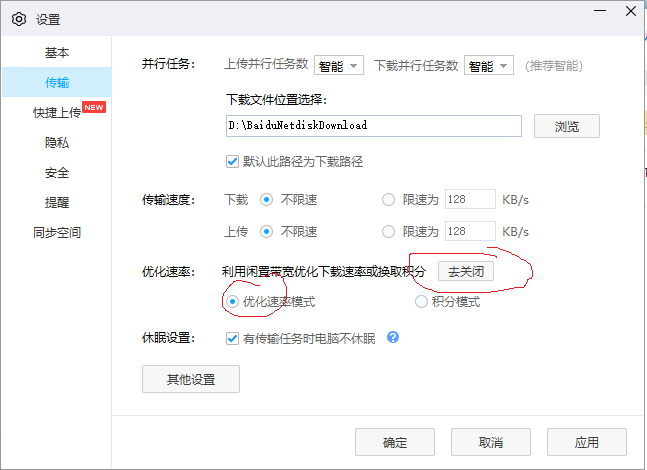 设置
基本
传输
快捷上传 NEW
隐私
安全
提醒
同步空间
并行任务： 上传并行任务数 智能 下载并行任务数 智能 (推荐智能)
下载文件位置选择：
D:\BaiduNetdiskDownload 浏览
默认此路径为下载路径
传输速度： 下载 不限速 限速为 128 KB/s
上传 不限速 限速为 128 KB/s
优化速率： 利用闲置带宽优化下载速率或换取积分 去关闭
优化速率模式 积分模式
休眠设置： 有传输任务时电脑不休眠 ?
其他设置
确定 取消 应用